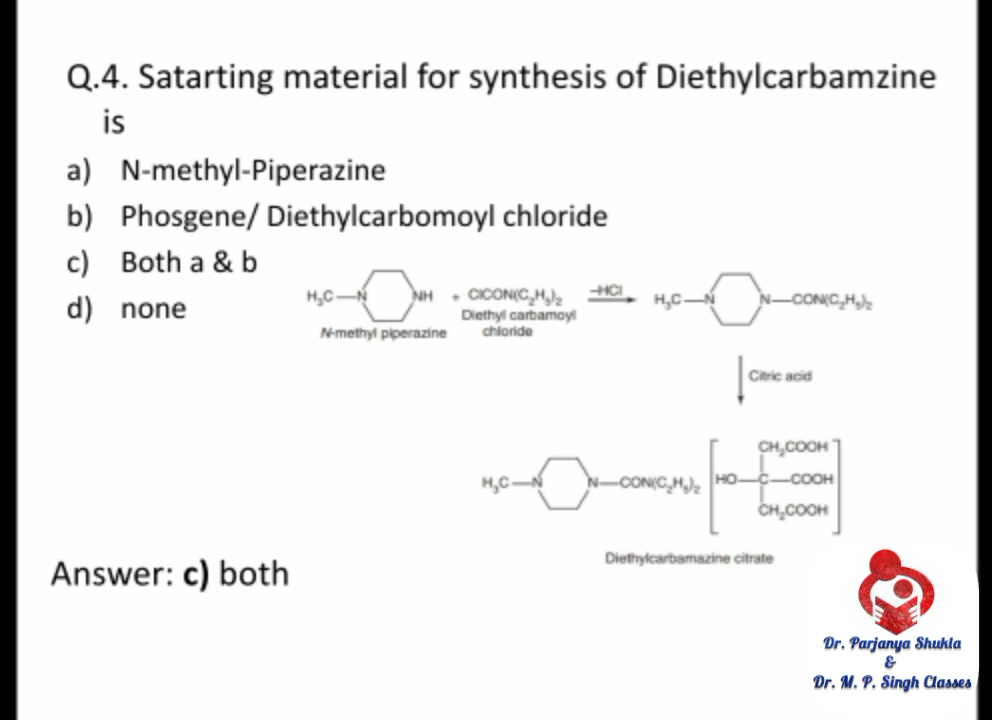 Q.4. Satarting material for synthesis of Diethylcarbamzine
is
a) N-methyl-Piperazine
b) Phosgene/ Diethylcarbomoyl chloride
c) Both a & b
d) none
H₃C—N NH + ClCON(C₂H₅)₂ –HCl H₃C—N N—CON(C₂H₅)₂
N-methyl piperazine
Diethyl carbamoyl
chloride
Citric acid
CH₂COOH
H₃C—N N—CON(C₂H₅)₂ HO—C—COOH
CH₂COOH
Diethylcarbamazine citrate
Answer: c) both
Dr. Parjanya Shukla
&
Dr. M. P. Singh Classes